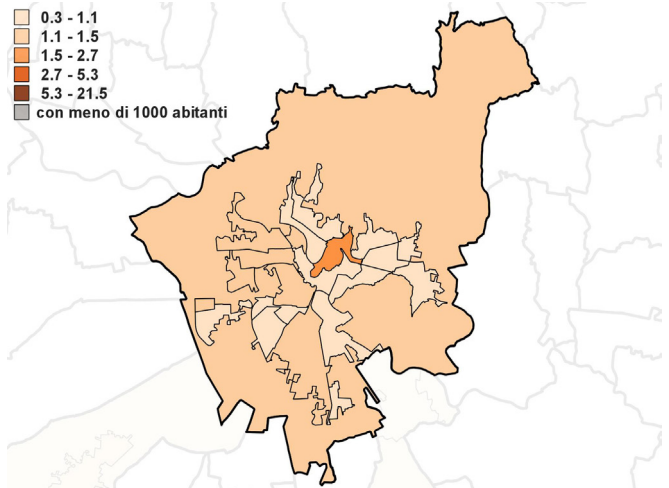 0.3 - 1.1
1.1 - 1.5
1.5 - 2.7
2.7 - 5.3
5.3 - 21.5
con meno di 1000 abitanti